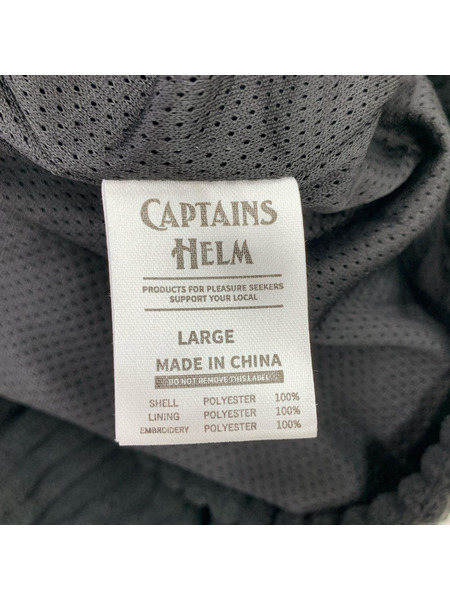 CAPTAINS
HELM
PRODUCTS FOR PLEASURE SEEKERS
SUPPORT YOUR LOCAL
LARGE
MADE IN CHINA
DO NOT REMOVE THIS LABEL
SHELL POLYESTER 100%
LINING POLYESTER 100%
EMBROIDERY POLYESTER 100%